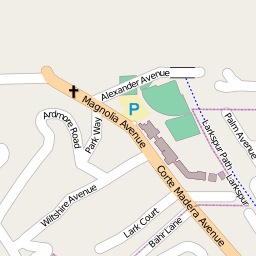 Alexander Avenue
P
Magnolia Avenue
Ardmore Road
Park Way
Palm Avenue
Larkspur Path
Larkspur
Corte Madera Avenue
Wiltshire Avenue
Lark Court
Bahr Lane